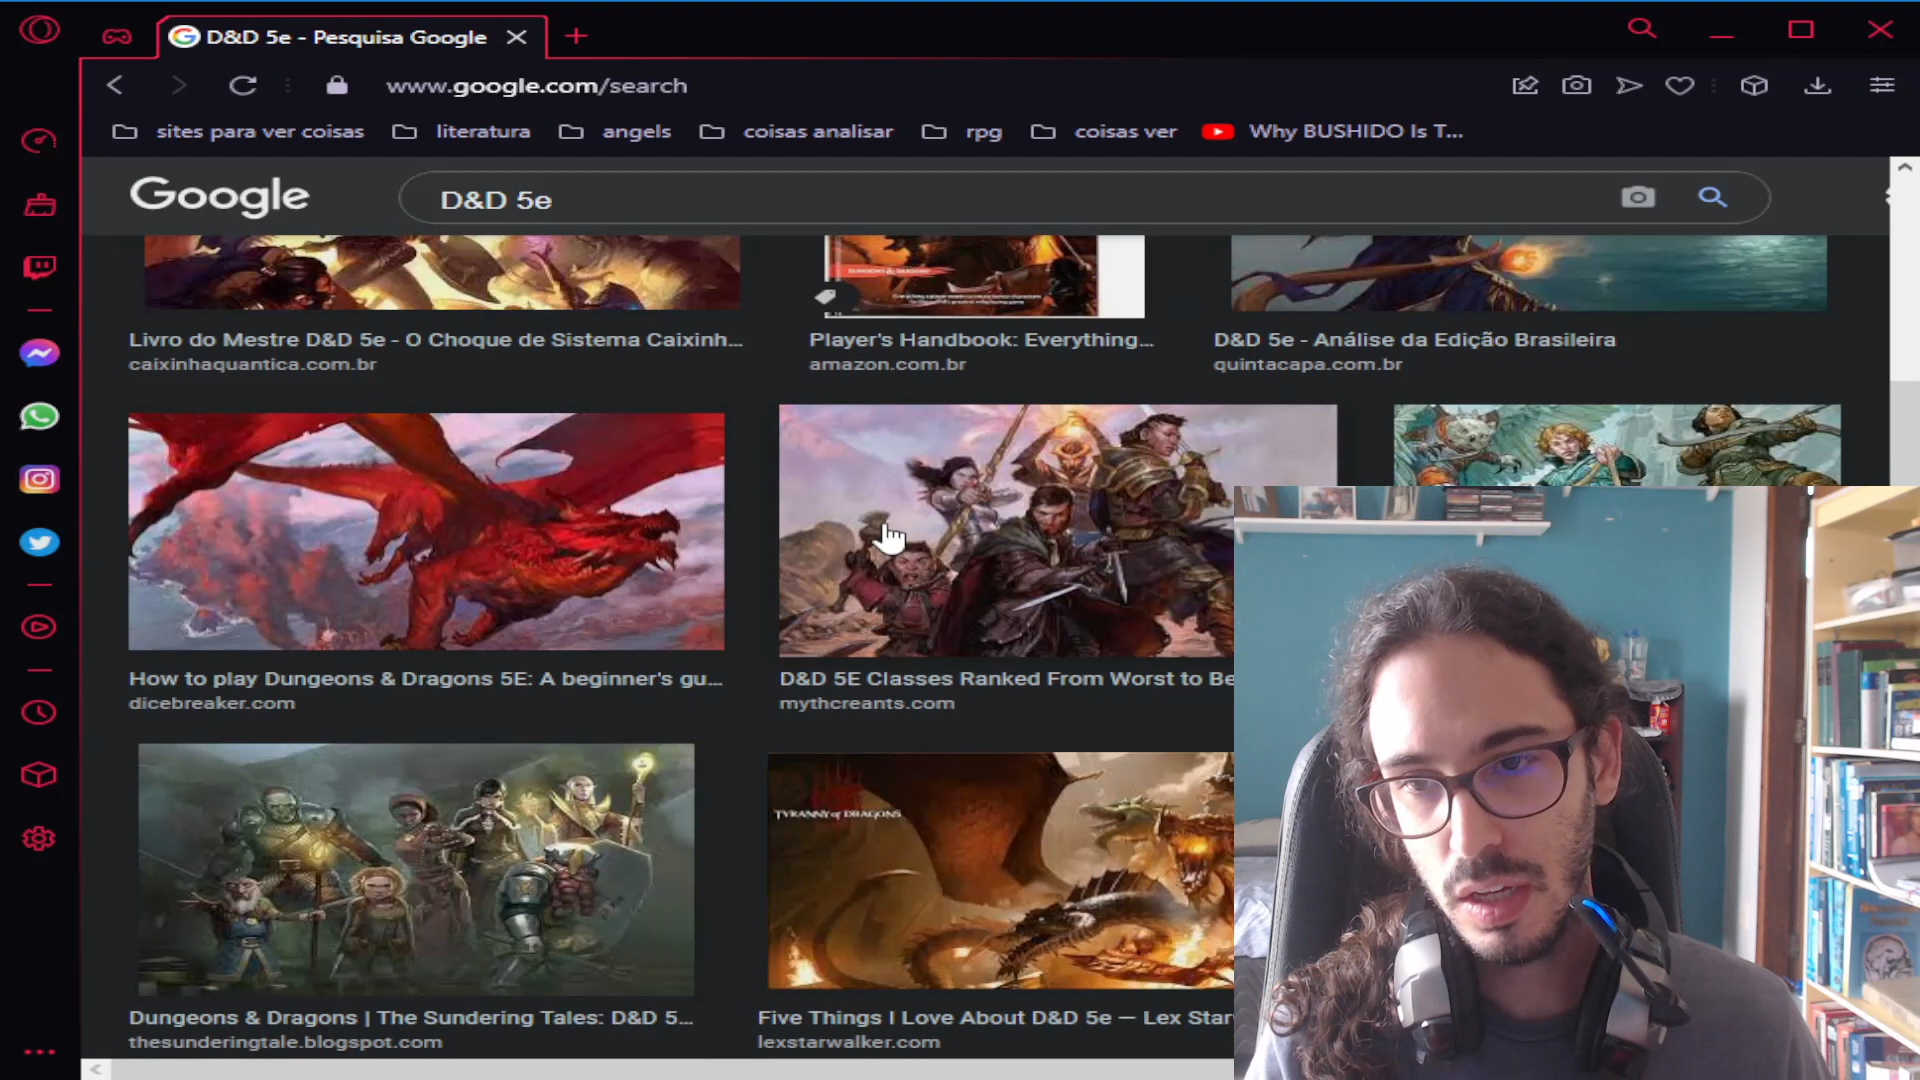 D&D 5e - Pesquisa Google
www.google.com/search
sites para ver coisas
literatura
angels
coisas analisar
rpg
coisas ver
Why BUSHIDO Is T...
Google
D&D 5e
DUNGEONS & DRAGONS
Livro do Mestre D&D 5e - O Choque de Sistema Caixinh...
caixinhaquantica.com.br
Player's Handbook: Everything...
amazon.com.br
D&D 5e - Análise da Edição Brasileira
quintacapa.com.br
How to play Dungeons & Dragons 5E: A beginner's gu...
dicebreaker.com
D&D 5E Classes Ranked From Worst to Be
mythcreants.com
TYRANNY of DRAGONS
Dungeons & Dragons | The Sundering Tales: D&D 5...
thesunderingtale.blogspot.com
Five Things I Love About D&D 5e — Lex Star
lexstarwalker.com